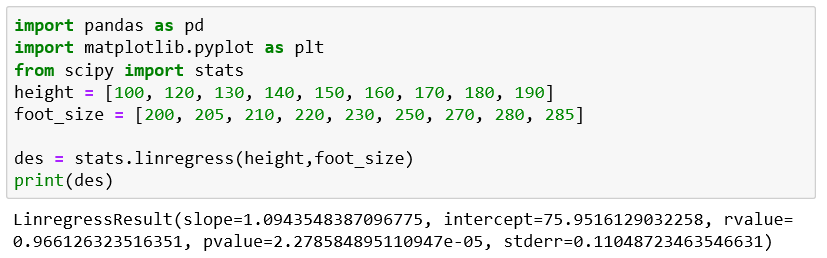 import pandas as pd
import matplotlib.pyplot as plt
from scipy import stats
height = [100, 120, 130, 140, 150, 160, 170, 180, 190]
foot_size = [200, 205, 210, 220, 230, 250, 270, 280, 285]
des = stats.linregress(height,foot_size)
print(des)
LinregressResult(slope=1.0943548387096775, intercept=75.9516129032258, rvalue=
0.966126323516351, pvalue=2.278584895110947e-05, stderr=0.11048723463546631)